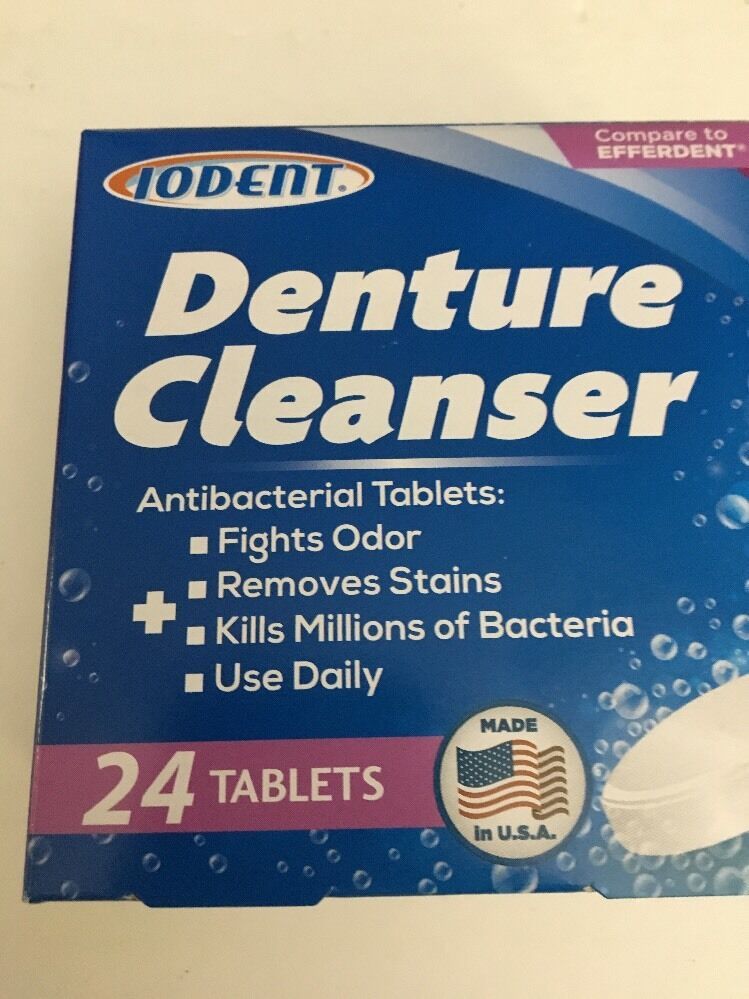 Compare to
EFFERDENT®
IODENT.
Denture
Cleanser
Antibacterial Tablets:
■ Fights Odor
■ Removes Stains
■ Kills Millions of Bacteria
■ Use Daily
24 TABLETS
MADE
in U.S.A.